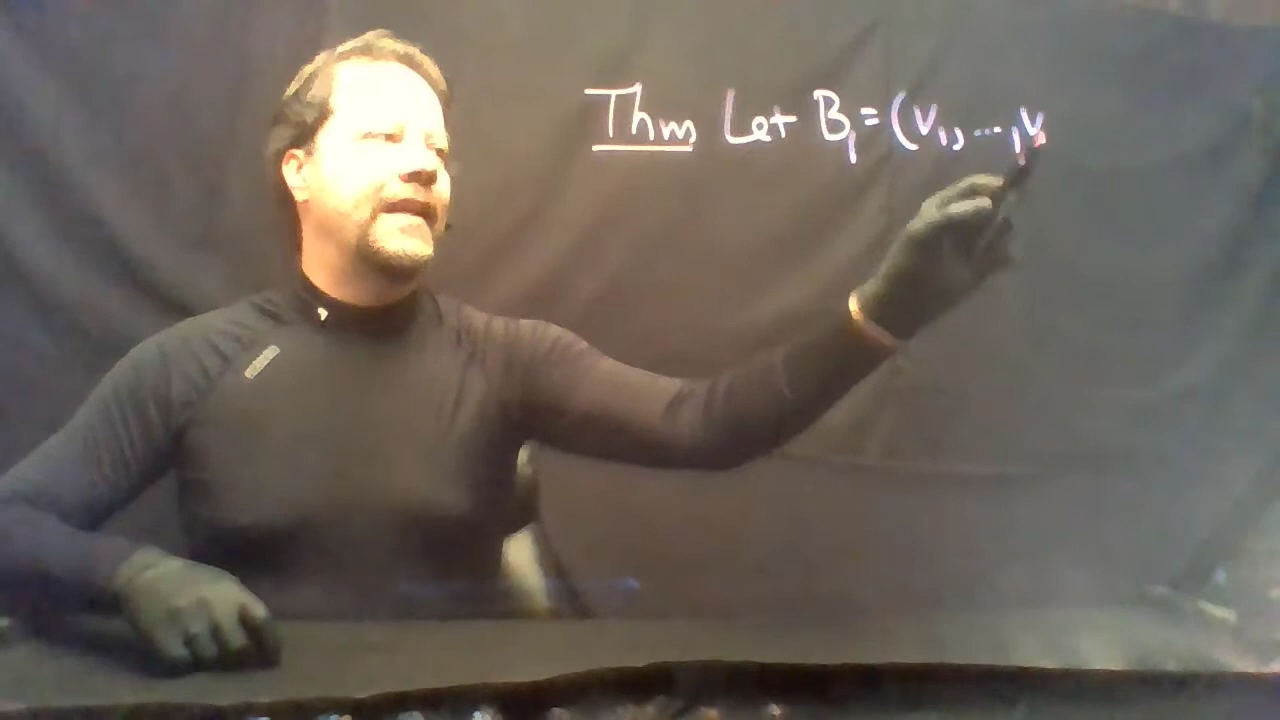 Thm Let B₁ = (v₁, ..., v